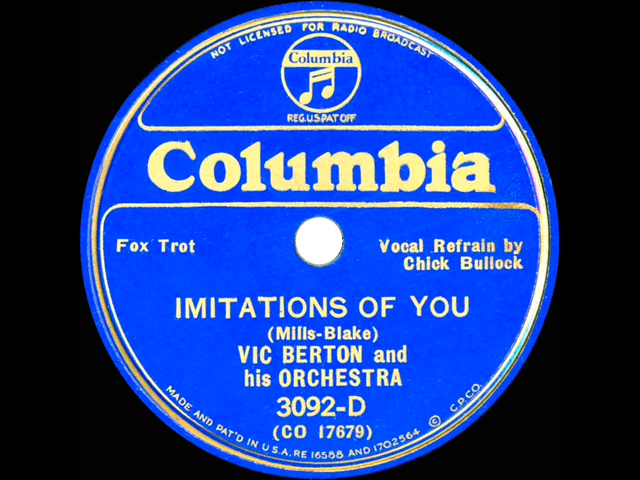 NOT LICENSED FOR RADIO BROADCAST
Columbia
REG.U.S.PAT.OFF.
Columbia
Fox Trot
Vocal Refrain by
Chick Bullock
IMITATIONS OF YOU
(Mills-Blake)
VIC BERTON and
his ORCHESTRA
3092-D
(CO 17679)
MADE AND PAT'D IN U.S.A. RE 16588 AND 1702564 © C.P.CO.